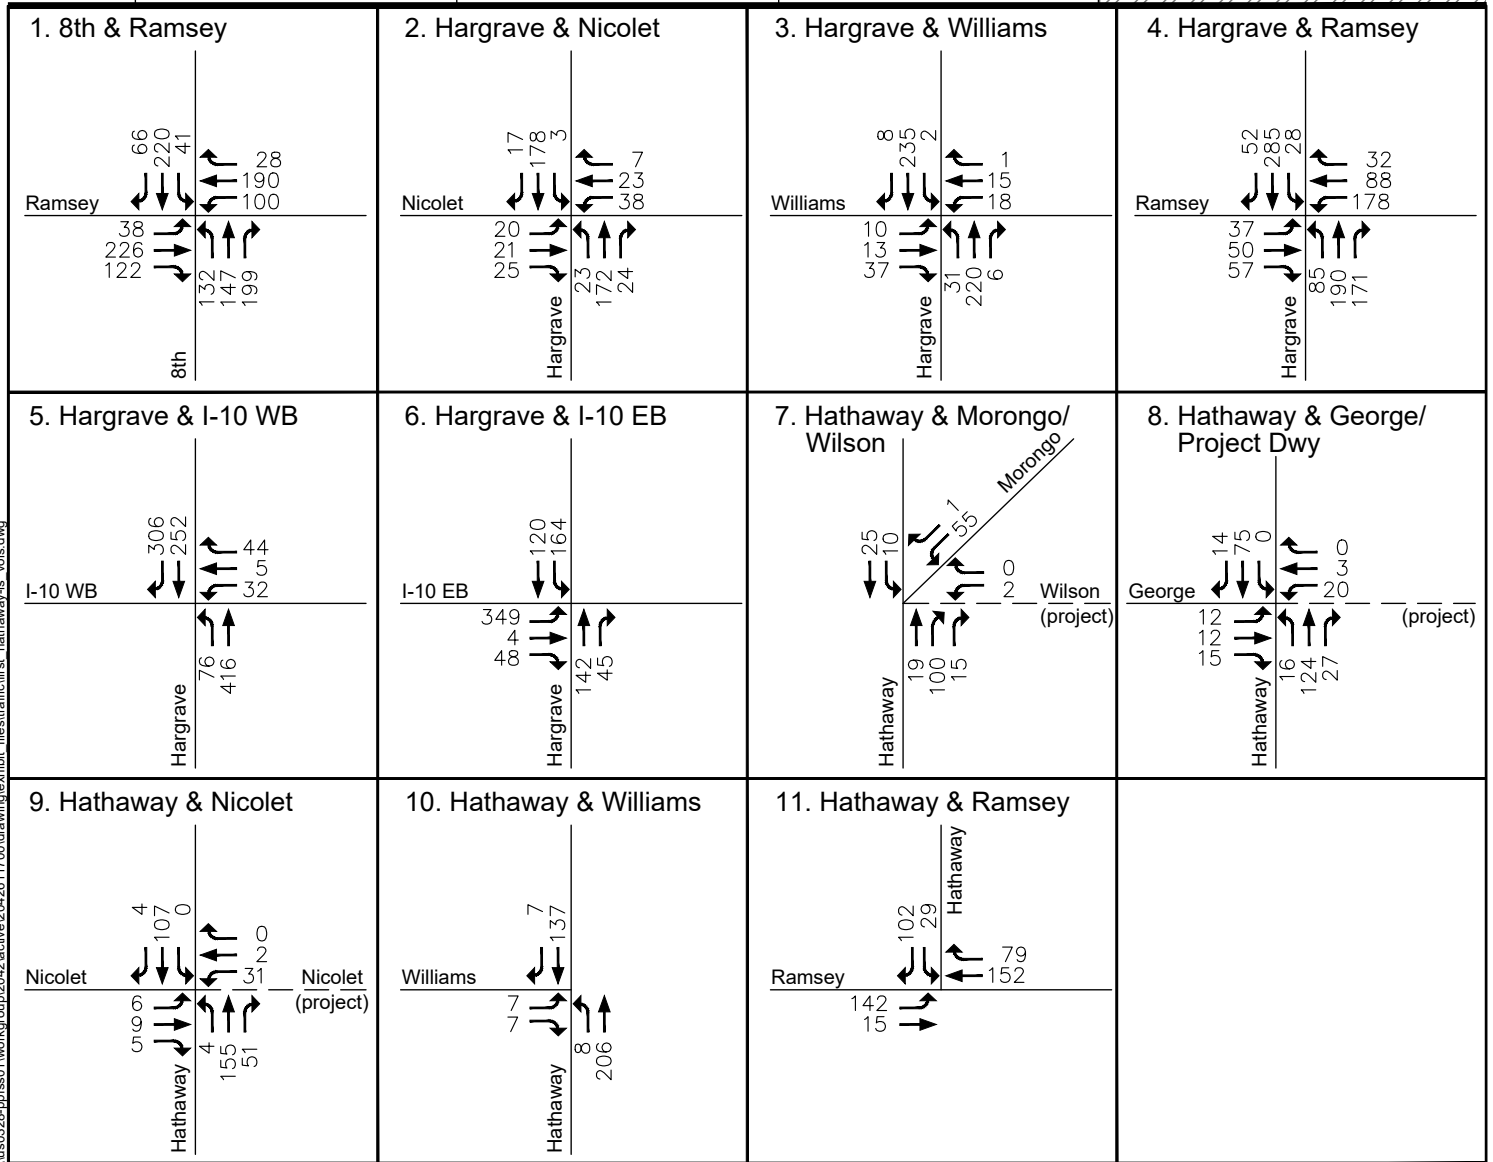 1. 8th & Ramsey
66
220
41
28
190
100
Ramsey
38
226
122
132
147
199
8th
2. Hargrave & Nicolet
17
178
3
7
23
38
Nicolet
20
21
25
23
172
24
Hargrave
3. Hargrave & Williams
8
235
2
1
15
18
Williams
10
13
37
31
220
6
Hargrave
4. Hargrave & Ramsey
52
285
28
32
88
178
Ramsey
37
50
57
85
190
171
Hargrave
5. Hargrave & I-10 WB
306
252
44
5
32
I-10 WB
76
416
Hargrave
6. Hargrave & I-10 EB
120
164
I-10 EB
349
4
48
142
45
Hargrave
7. Hathaway & Morongo/
Wilson
Morongo
1
55
25
10
0
2
Wilson
(project)
19
100
15
Hathaway
8. Hathaway & George/
Project Dwy
14
75
0
0
3
20
George
(project)
12
12
15
16
124
27
Hathaway
9. Hathaway & Nicolet
4
107
0
0
2
31
Nicolet
Nicolet
(project)
6
9
5
4
155
51
Hathaway
10. Hathaway & Williams
7
137
Williams
7
7
8
206
Hathaway
11. Hathaway & Ramsey
Hathaway
102
29
79
152
Ramsey
142
15